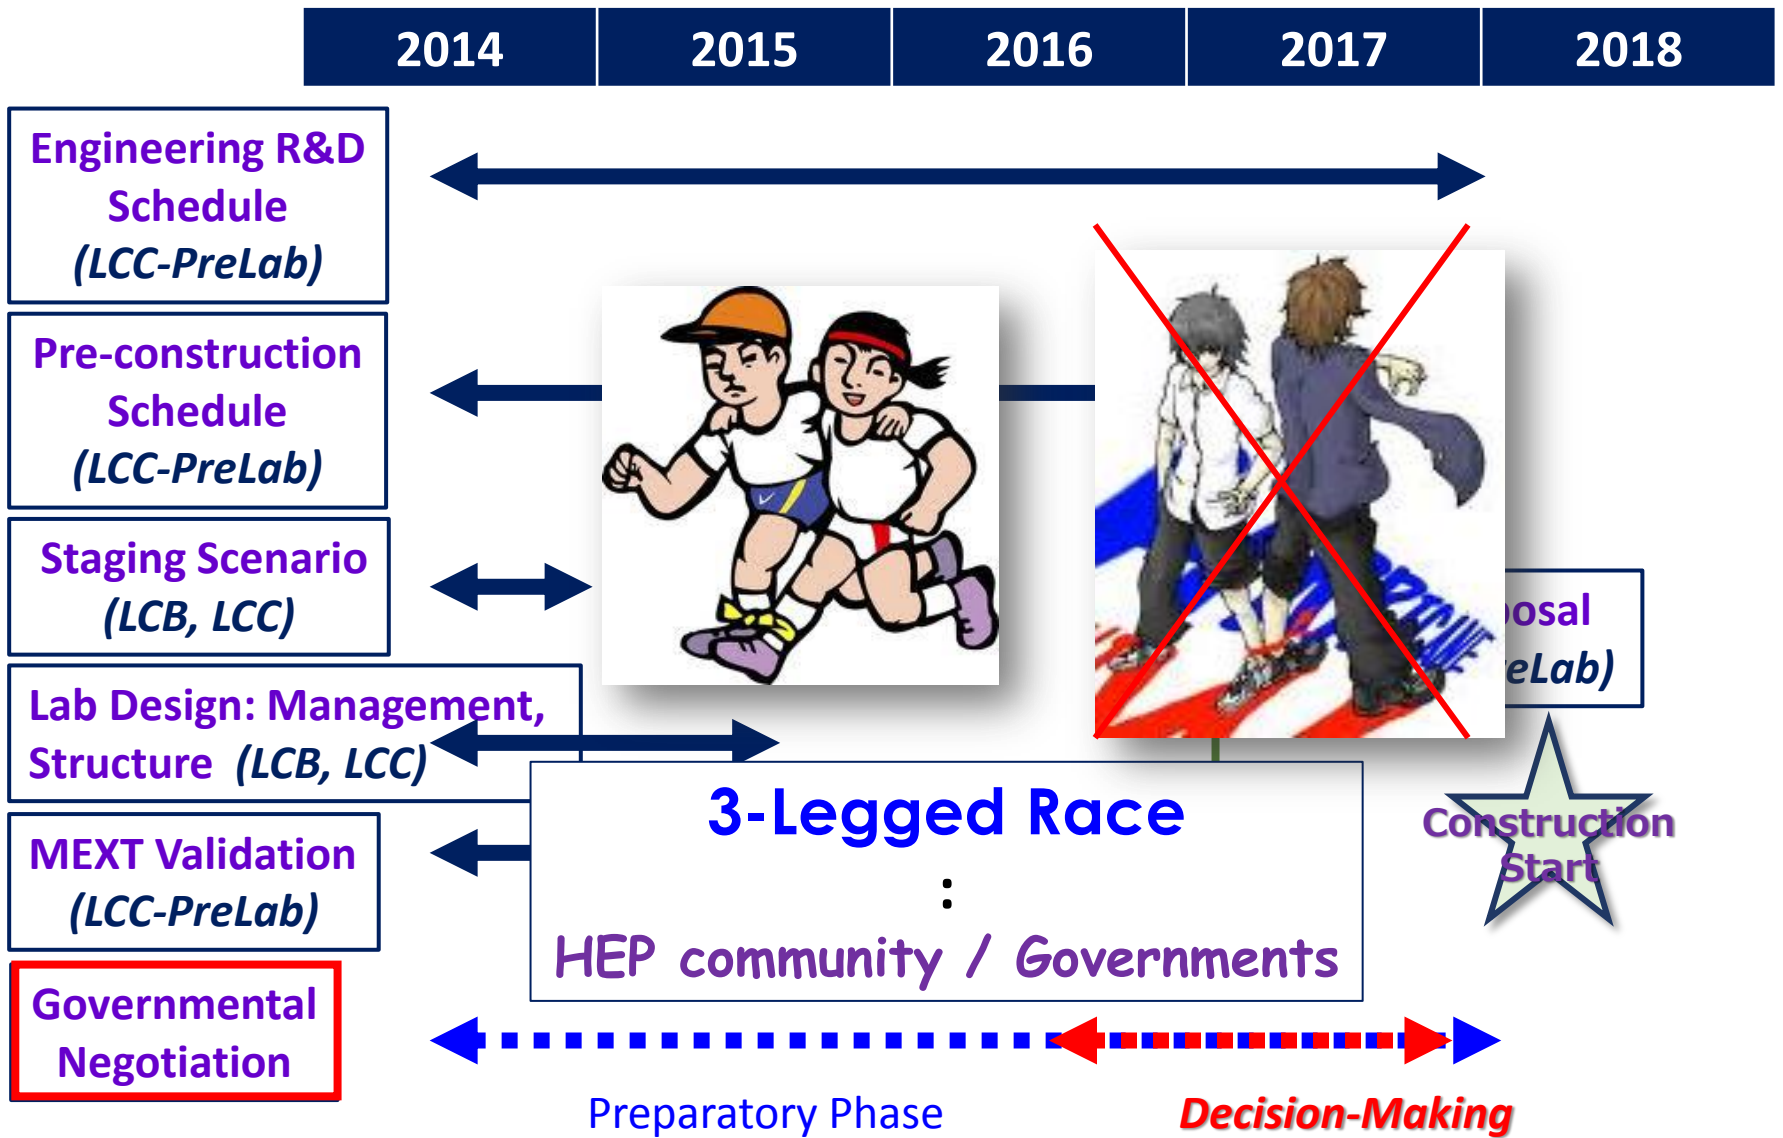 2014 2015 2016 2017 2018
Engineering R&D
Schedule
(LCC-PreLab)
Pre-construction
Schedule
(LCC-PreLab)
Staging Scenario
(LCB, LCC)
Lab Design: Management,
Structure (LCB, LCC)
MEXT Validation
(LCC-PreLab)
Governmental
Negotiation
3-Legged Race
:
HEP community / Governments
Construction
Start
Preparatory Phase
Decision-Making